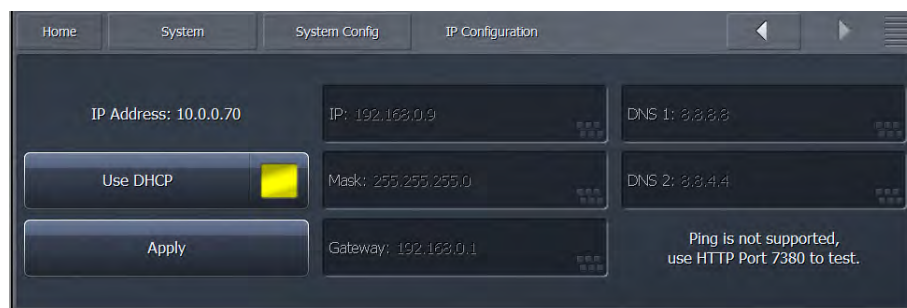 Home
System
System Config
IP Configuration
IP Address: 10.0.0.70
IP: 192.168.0.9
DNS 1: 8.8.8.8
Use DHCP
Mask: 255.255.255.0
DNS 2: 8.8.4.4
Apply
Gateway: 192.168.0.1
Ping is not supported,
use HTTP Port 7380 to test.